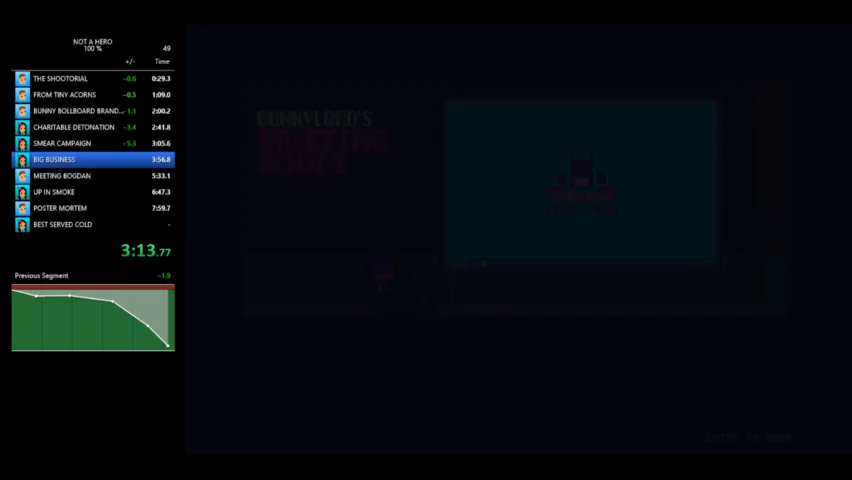 NOT A HERO
100 % 49
+/- Time
THE SHOOTORIAL -0.6 0:29.3
FROM TINY ACORNS -0.5 1:09.0
BUNNY BOLLBOARD BRAND... -1.1 2:00.2
CHARITABLE DETONATION -3.4 2:41.8
SMEAR CAMPAIGN -5.3 3:05.6
BIG BUSINESS 3:56.8
MEETING BOGDAN 5:33.1
UP IN SMOKE 6:47.3
POSTER MORTEM 7:59.7
BEST SERVED COLD -
3:13.77
Previous Segment -1.9
BUNNYLORD'S
MEETING